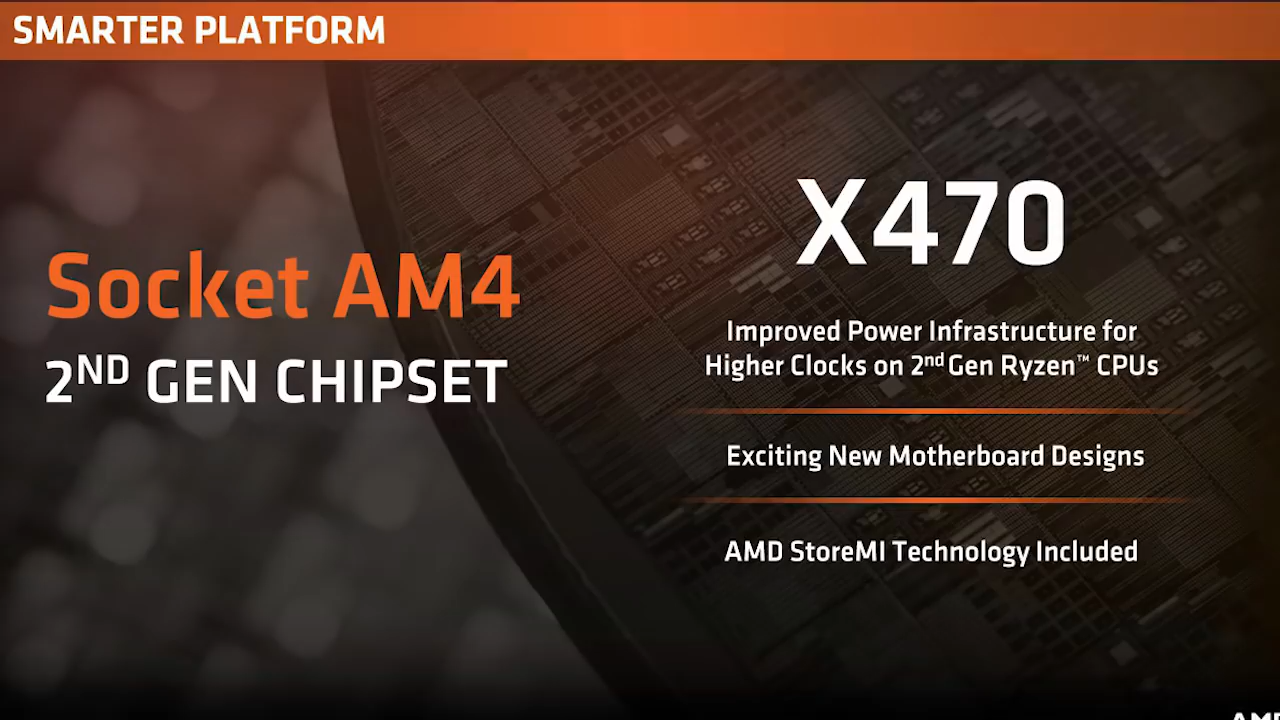 SMARTER PLATFORM
Socket AM4
2ND GEN CHIPSET
X470
Improved Power Infrastructure for
Higher Clocks on 2nd Gen Ryzen™ CPUs
Exciting New Motherboard Designs
AMD StoreMI Technology Included